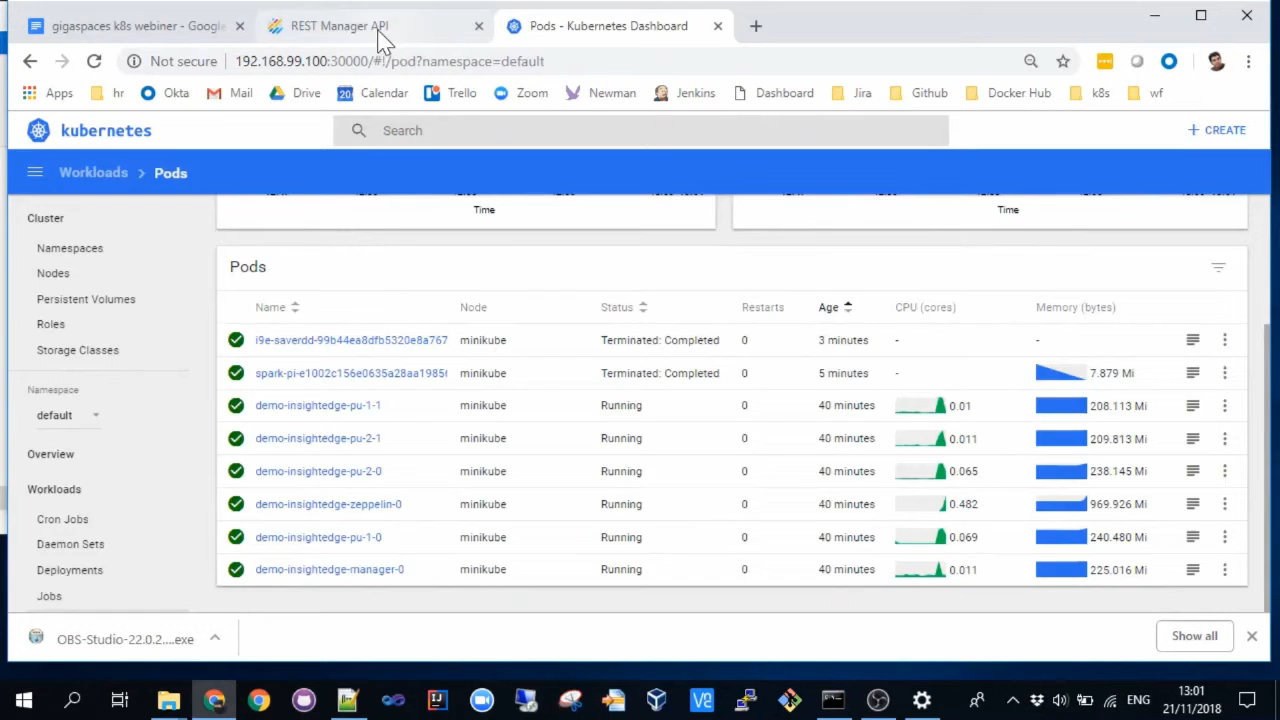 gigaspaces k8s webiner - Google
REST Manager API
Pods - Kubernetes Dashboard
Not secure
192.168.99.100:30000/#!/pod?namespace=default
Apps hr Okta Mail Drive Calendar Trello Zoom Newman Jenkins Dashboard Jira Github Docker Hub k8s wf
kubernetes
Search
+ CREATE
Workloads > Pods
Cluster
Namespaces
Nodes
Persistent Volumes
Roles
Storage Classes
Namespace
default
Overview
Workloads
Cron Jobs
Daemon Sets
Deployments
Jobs
Time
Time
Pods
Name Node Status Restarts Age CPU (cores) Memory (bytes)
i9e-saverdd-99b44ea8dfb5320e8a767 minikube Terminated: Completed 0 3 minutes - -
spark-pi-e1002c156e0635a28aa1985 minikube Terminated: Completed 0 5 minutes - 7.879 Mi
demo-insightedge-pu-1-1 minikube Running 0 40 minutes 0.01 208.113 Mi
demo-insightedge-pu-2-1 minikube Running 0 40 minutes 0.011 209.813 Mi
demo-insightedge-pu-2-0 minikube Running 0 40 minutes 0.065 238.145 Mi
demo-insightedge-zeppelin-0 minikube Running 0 40 minutes 0.482 969.926 Mi
demo-insightedge-pu-1-0 minikube Running 0 40 minutes 0.069 240.480 Mi
demo-insightedge-manager-0 minikube Running 0 40 minutes 0.011 225.016 Mi
OBS-Studio-22.0.2....exe
Show all
ENG
13:01
21/11/2018